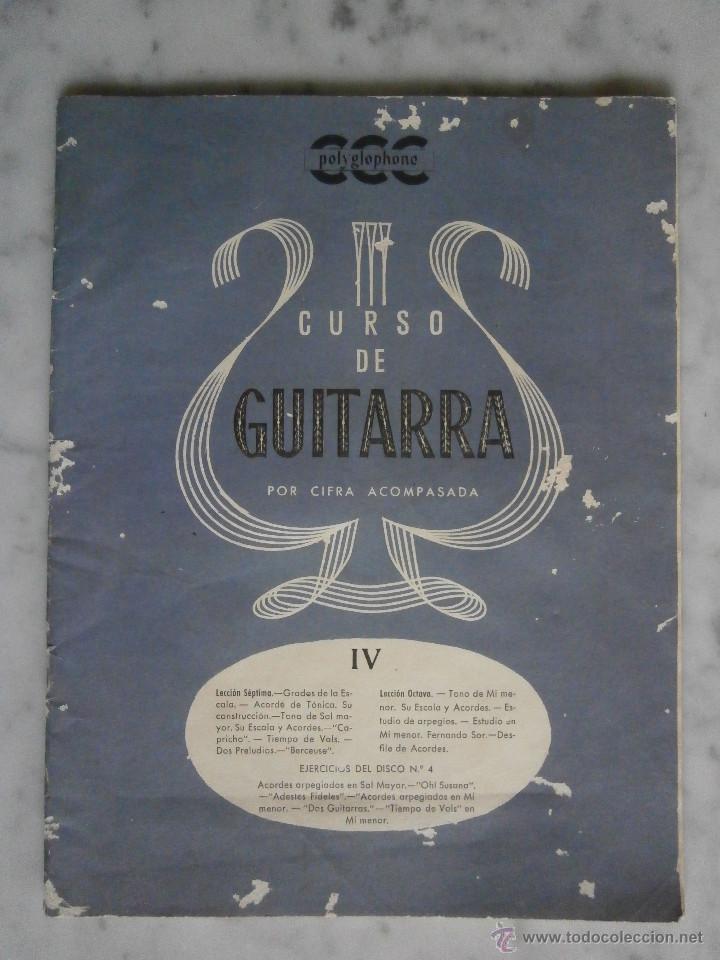 CCC
polyglophone
CURSO
DE
GUITARRA
POR CIFRA ACOMPASADA
IV
Lección Séptima.—Grados de la Es-
cala. — Acorde de Tónica. Su
construcción.—Tono de Sol ma-
yor. Su Escala y Acordes.—"Ca-
pricho". — Tiempo de Vals. —
Dos Preludios.—"Berceuse".
Lección Octava. — Tono de Mi me-
nor. Su Escala y Acordes. — Es-
tudio de arpegios. — Estudio en
Mi menor. Fernando Sor.—Des-
file de Acordes.
EJERCICIOS DEL DISCO N.º 4
Acordes arpegiados en Sol Mayor.—"Oh! Susana".
—"Adestes Fideles".—"Acordes arpegiados en Mi
menor. — "Dos Guitarras."—"Tiempo de Vals" en
Mi menor.
© www.todocoleccion.net